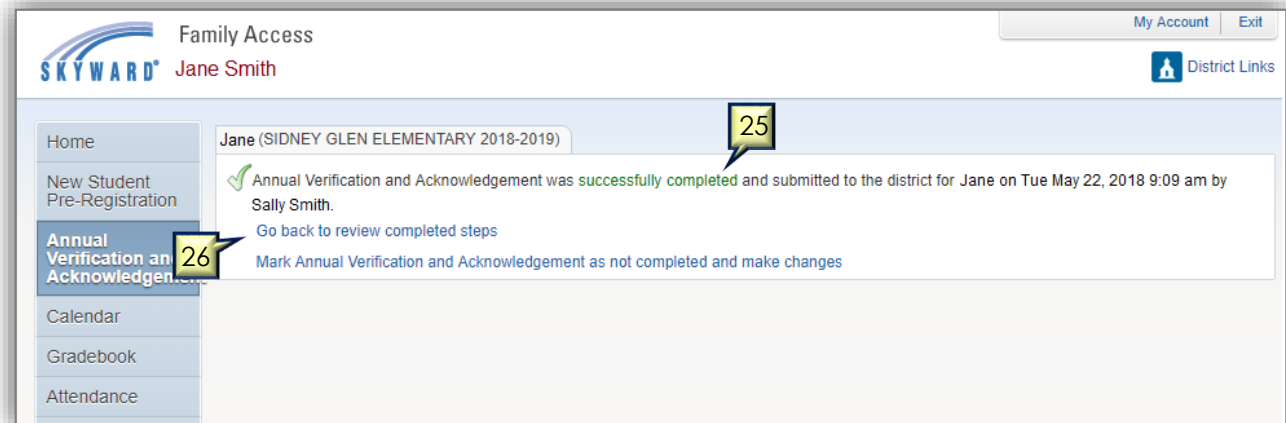 My Account Exit
Family Access
SKYWARD®
Jane Smith
District Links
Home
New Student
Pre-Registration
Annual
Verification and
Acknowledgement
Calendar
Gradebook
Attendance
Jane (SIDNEY GLEN ELEMENTARY 2018-2019)
25
Annual Verification and Acknowledgement was successfully completed and submitted to the district for Jane on Tue May 22, 2018 9:09 am by
Sally Smith.
Go back to review completed steps
26
Mark Annual Verification and Acknowledgement as not completed and make changes